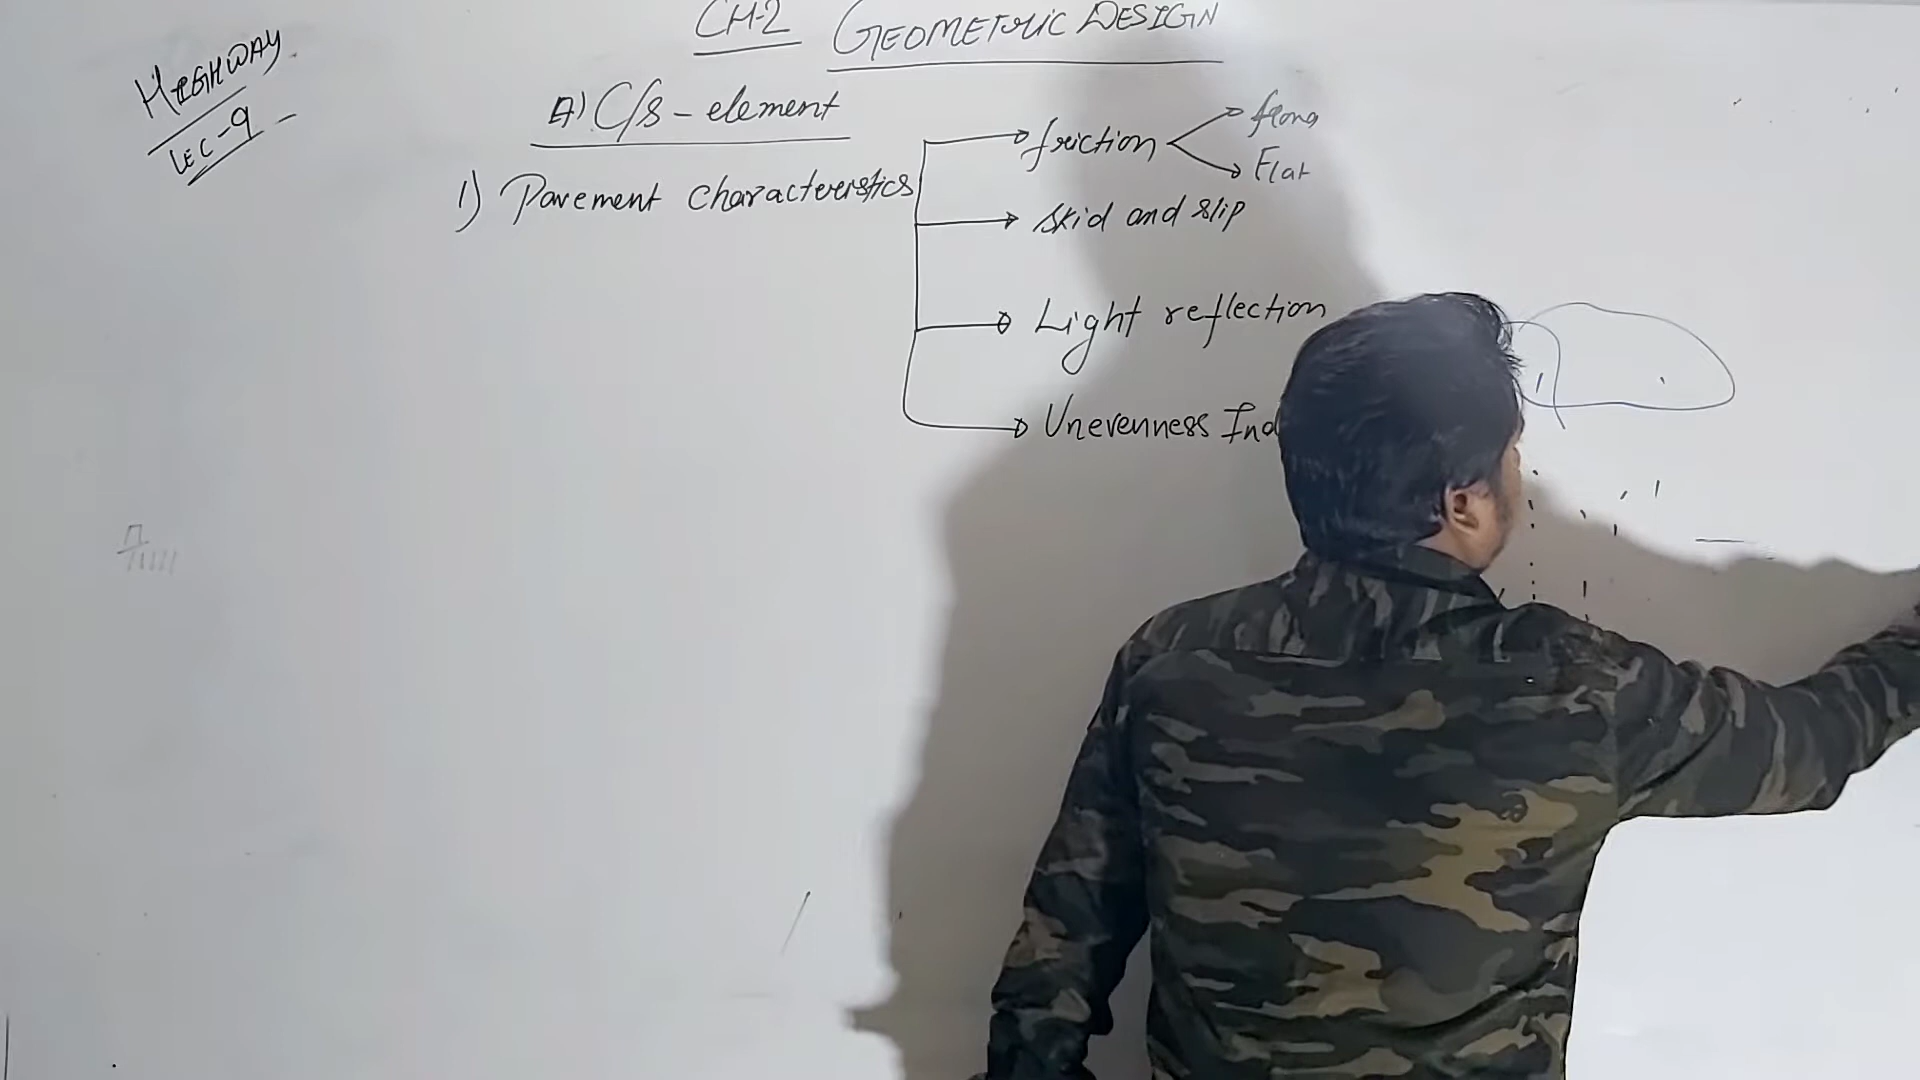 CH-2 GEOMETRIC DESIGN
HIGHWAY.
LEC-9
A) C/S - element
1) Pavement characteristics
friction
flong
Flat
Skid and slip
Light reflection
Unevenness Ind